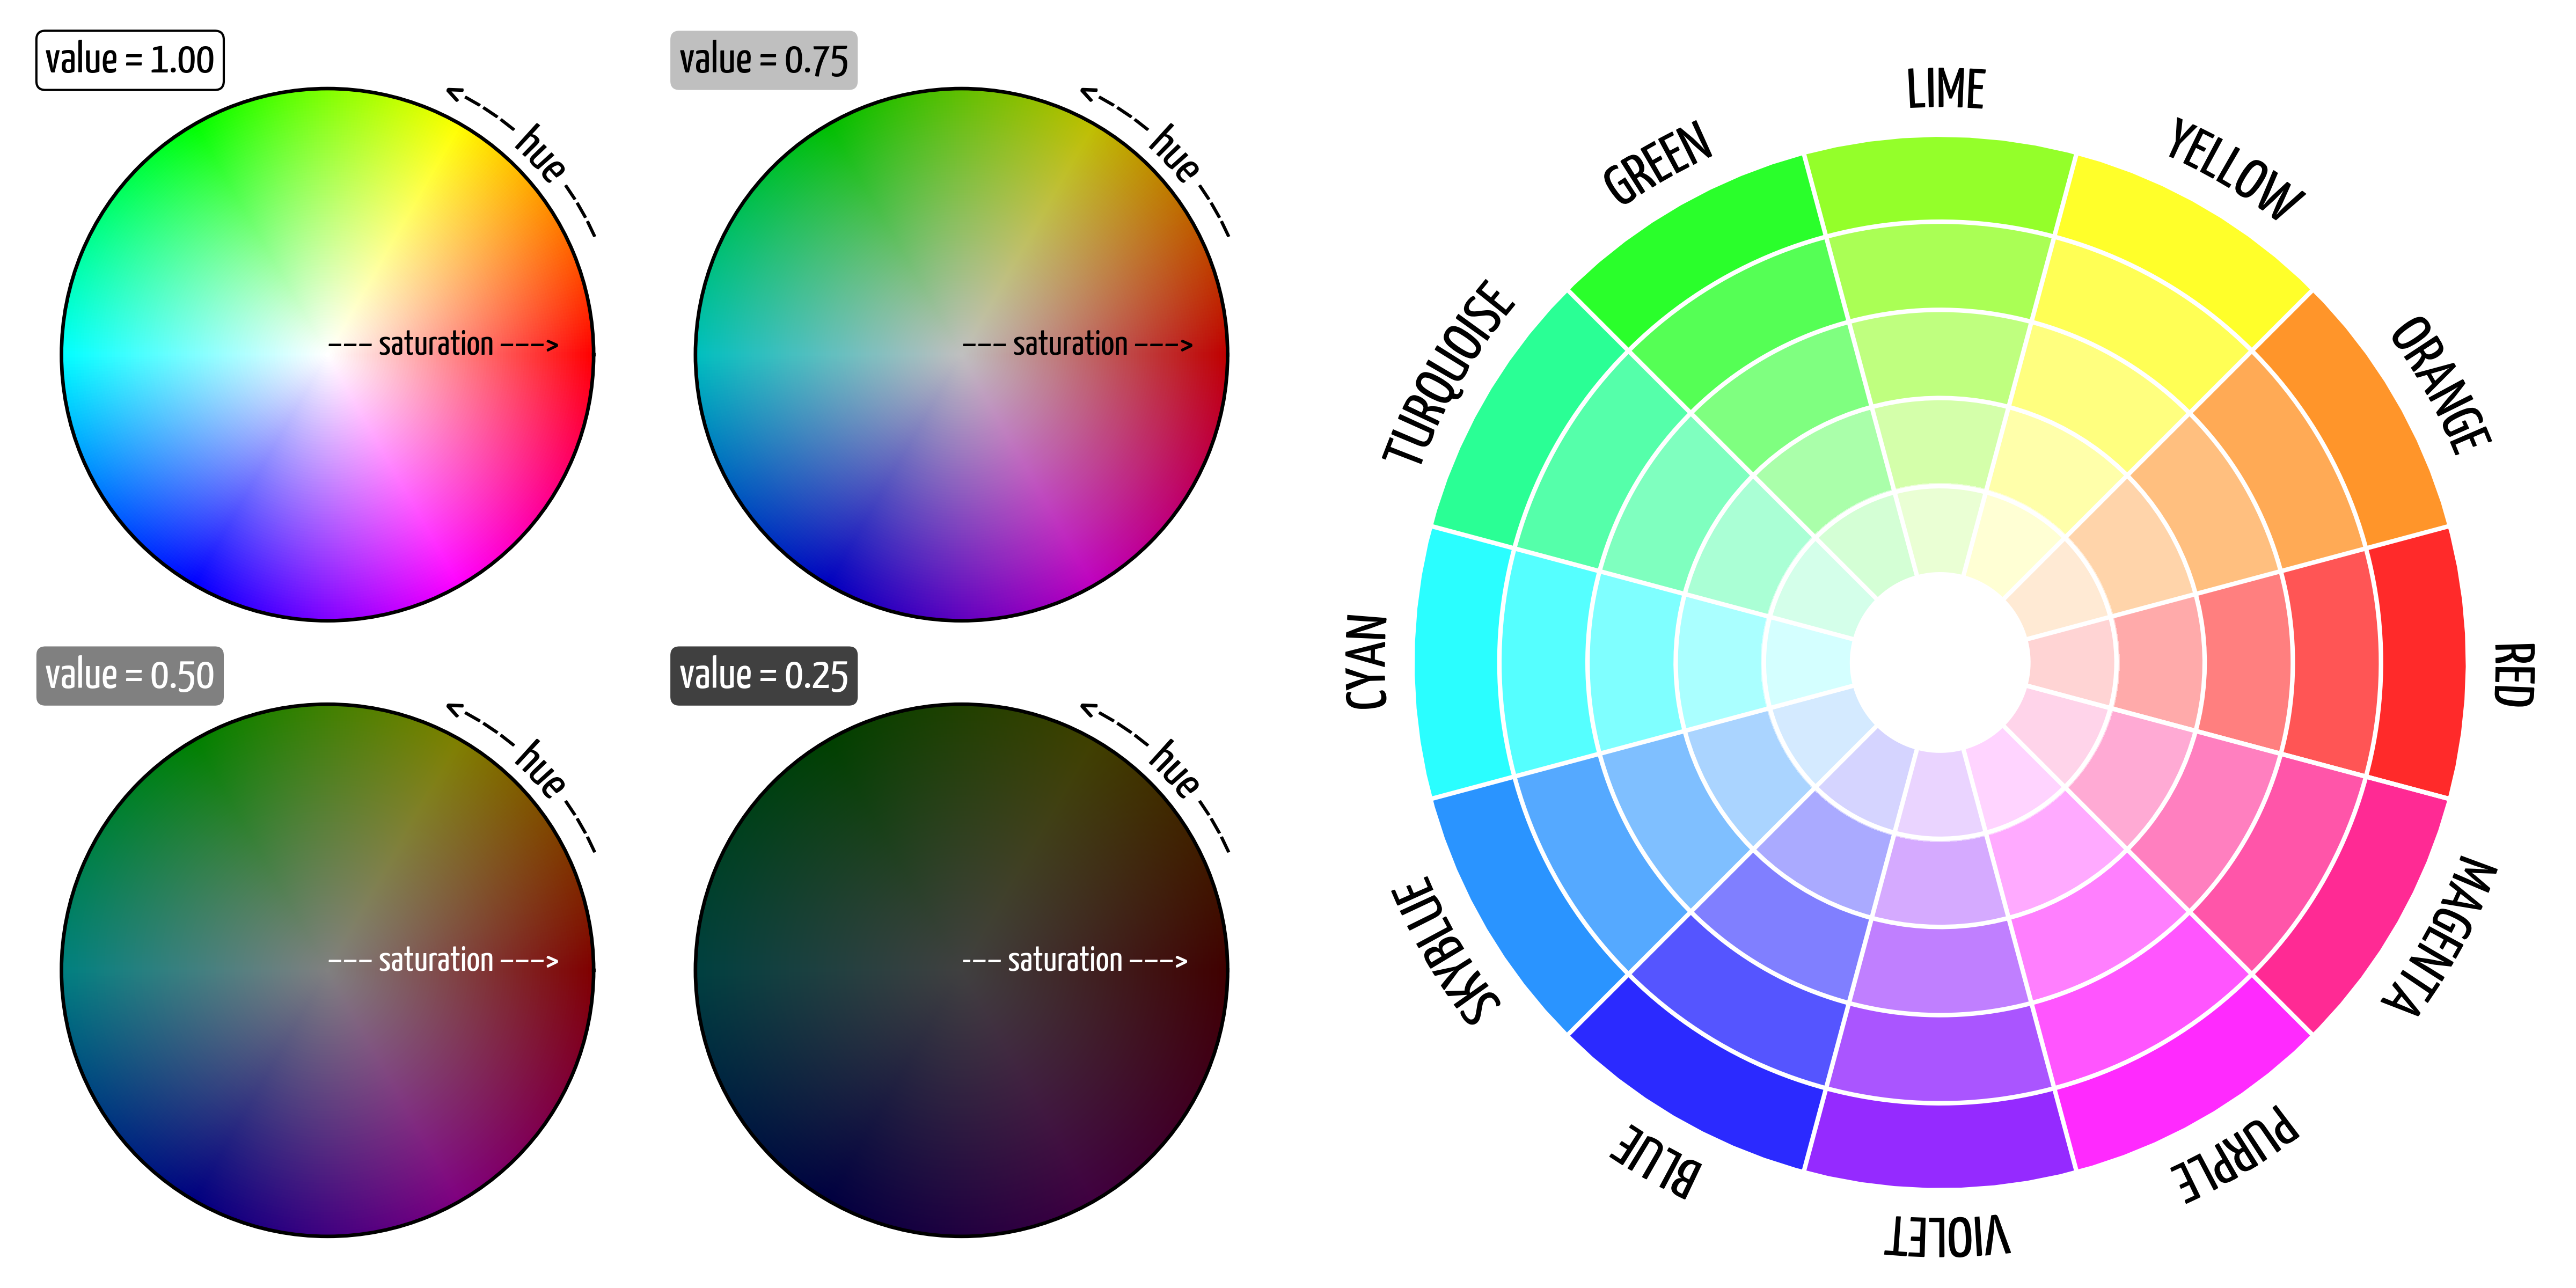 value = 1.00
<--- hue ---
--- saturation --->
value = 0.75
<--- hue ---
--- saturation --->
value = 0.50
<--- hue ---
--- saturation --->
value = 0.25
<--- hue ---
--- saturation --->
LIME
YELLOW
ORANGE
RED
MAGENTA
PURPLE
VIOLET
BLUE
SKYBLUE
CYAN
TURQUOISE
GREEN